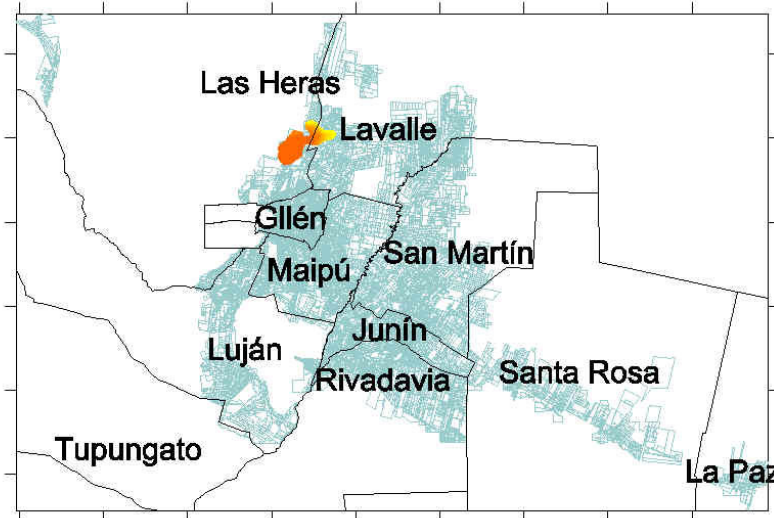 Las Heras
Lavalle
Gllén
San Martín
Maipú
Junín
Luján
Rivadavia
Santa Rosa
Tupungato
La Paz